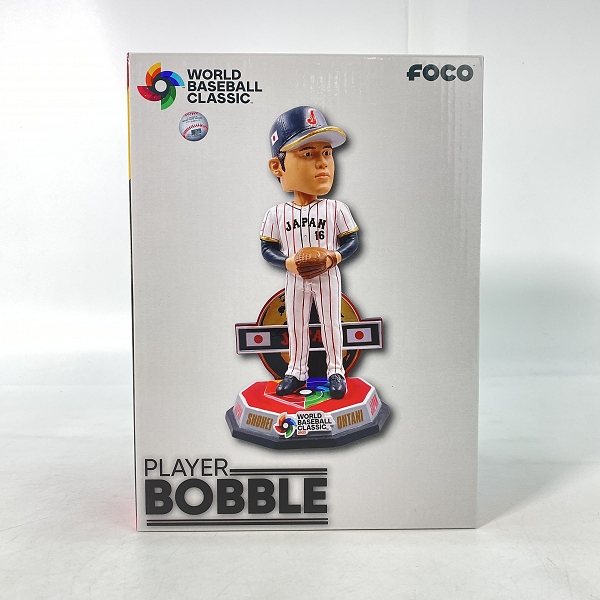 WORLD
BASEBALL
CLASSIC
FOCO
J
JAPAN
16
SHOHEI
WORLD
BASEBALL
CLASSIC
OHTANI
PLAYER
BOBBLE